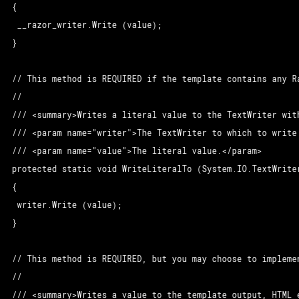 {
__razor_writer.Write (value);
}
// This method is REQUIRED if the template contains any Ra
//
/// <summary>Writes a literal value to the TextWriter with
/// <param name="writer">The TextWriter to which to write
/// <param name="value">The literal value.</param>
protected static void WriteLiteralTo (System.IO.TextWriter
{
writer.Write (value);
}
// This method is REQUIRED, but you may choose to implemen
//
/// <summary>Writes a value to the template output, HTML e